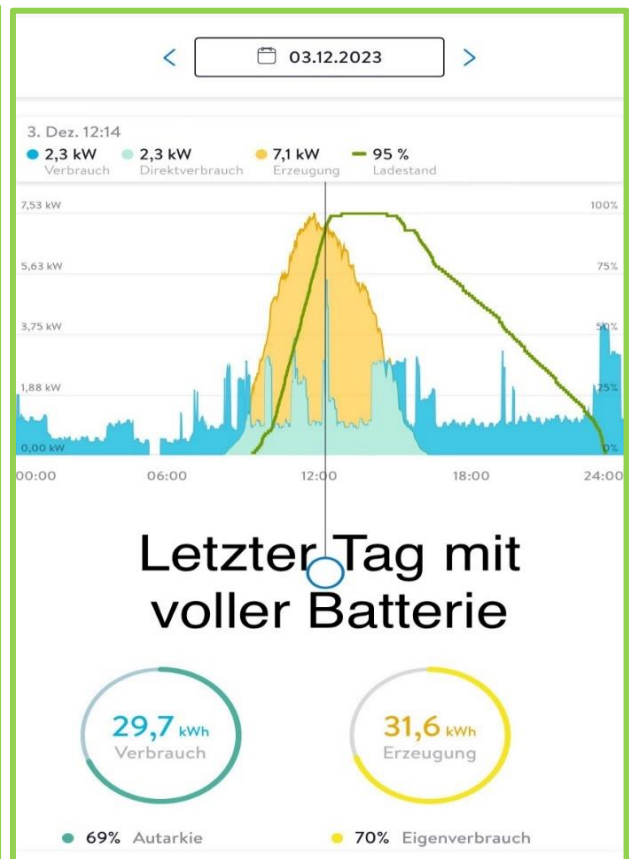 03.12.2023
3. Dez. 12:14
2,3 kW 2,3 kW 7,1 kW 95 %
Verbrauch Direktverbrauch Erzeugung Ladestand
7,53 kW 100%
5,63 kW 75%
3,75 kW 50%
1,88 kW 25%
0,00 kW 0%
00:00 06:00 12:00 18:00 24:00
Letzter Tag mit
voller Batterie
29,7 kWh 31,6 kWh
Verbrauch Erzeugung
69% Autarkie 70% Eigenverbrauch